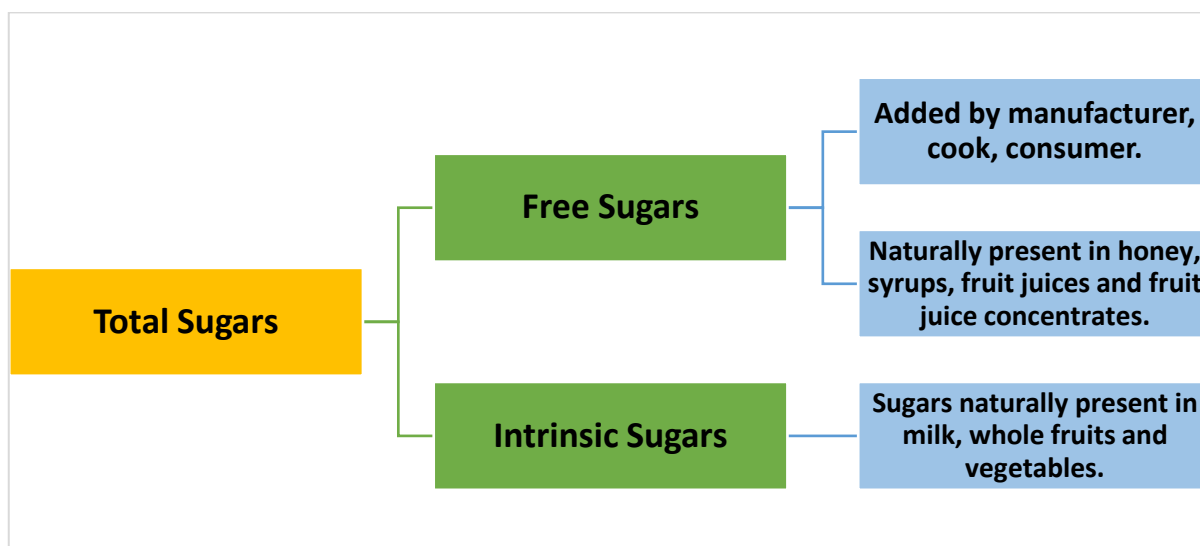 Total Sugars
Free Sugars
Added by manufacturer,
cook, consumer.
Naturally present in honey,
syrups, fruit juices and fruit
juice concentrates.
Intrinsic Sugars
Sugars naturally present in
milk, whole fruits and
vegetables.